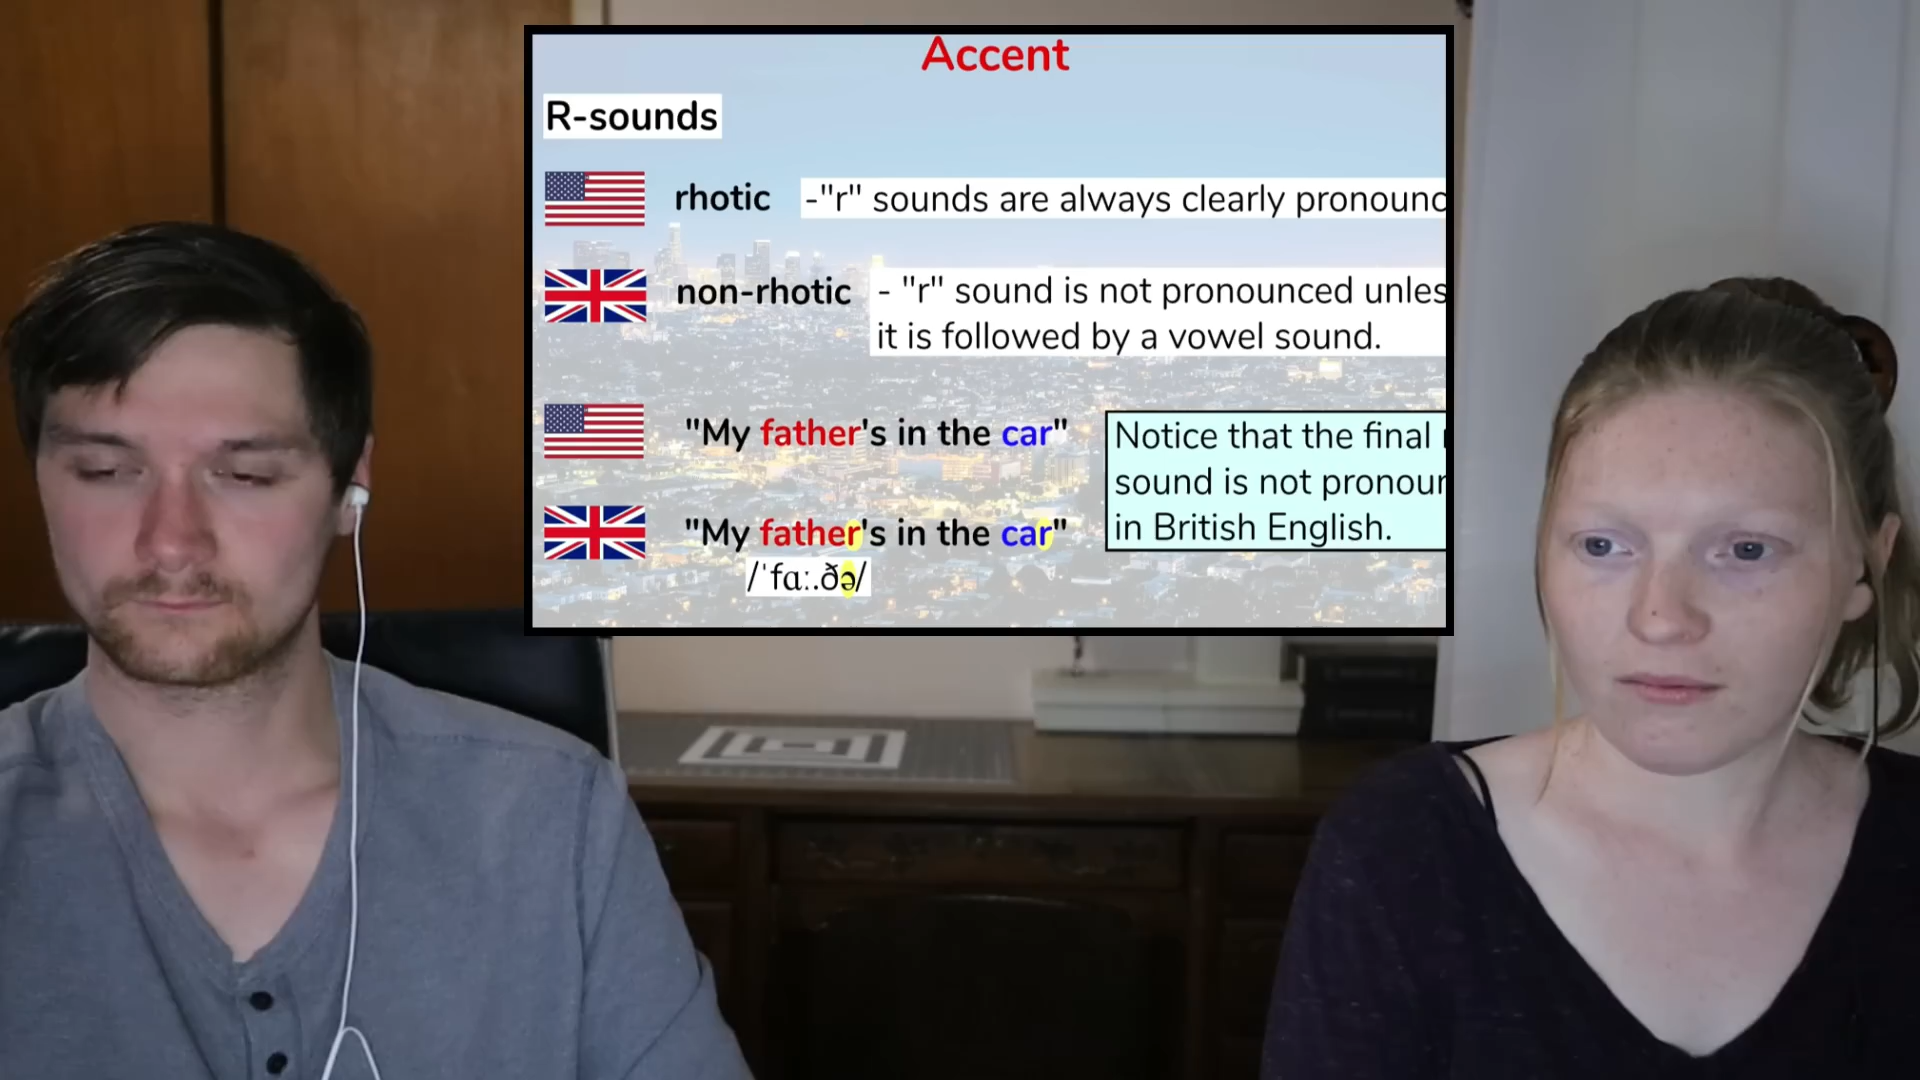 Accent
R-sounds
rhotic -"r" sounds are always clearly pronounc
non-rhotic - "r" sound is not pronounced unles
it is followed by a vowel sound.
"My father's in the car"
Notice that the final
sound is not pronoun
in British English.
"My father's in the car"
/ˈfɑː.ðə/